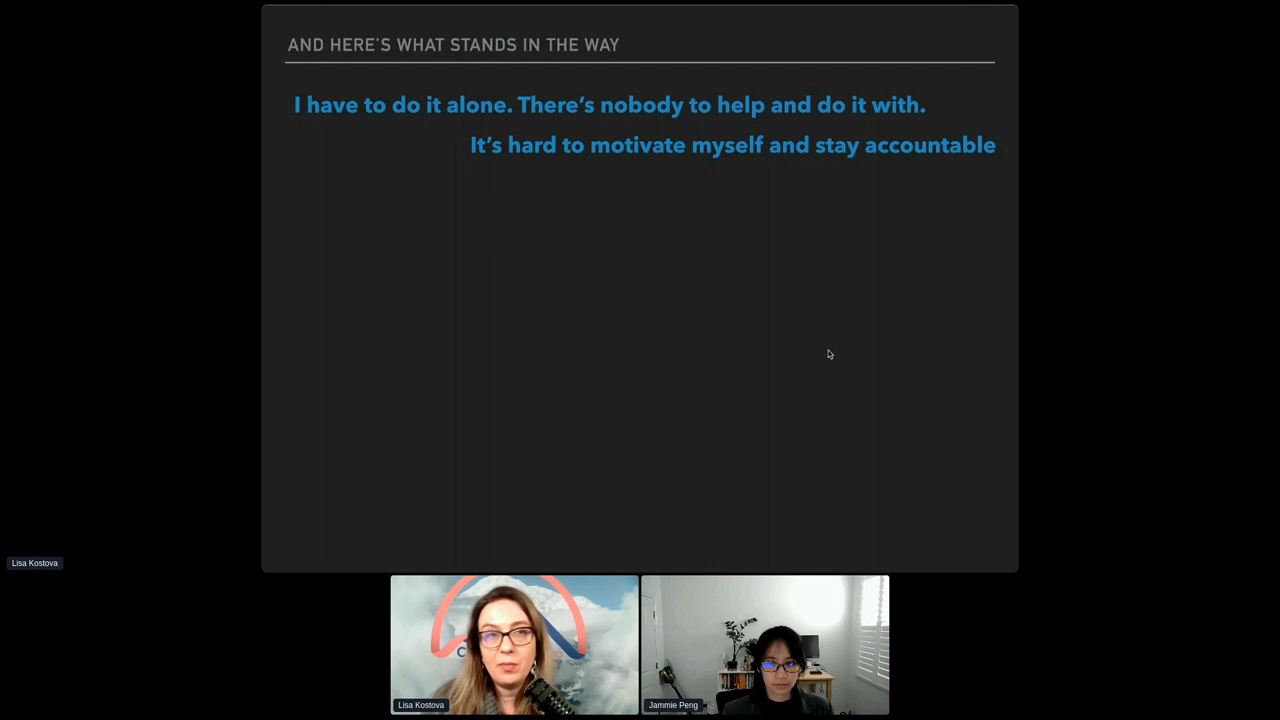 AND HERE'S WHAT STANDS IN THE WAY
I have to do it alone. There's nobody to help and do it with.
It's hard to motivate myself and stay accountable
Lisa Kostova
Lisa Kostova
Jammie Peng